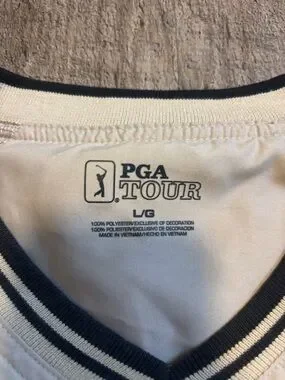 PGA
TOUR
L/G
100% POLYESTER/EXCLUSIVE OF DECORATION
100% POLYESTER/EXCLUSIVO DE DECORACION
MADE IN VIETNAM/HECHO EN VIETNAM